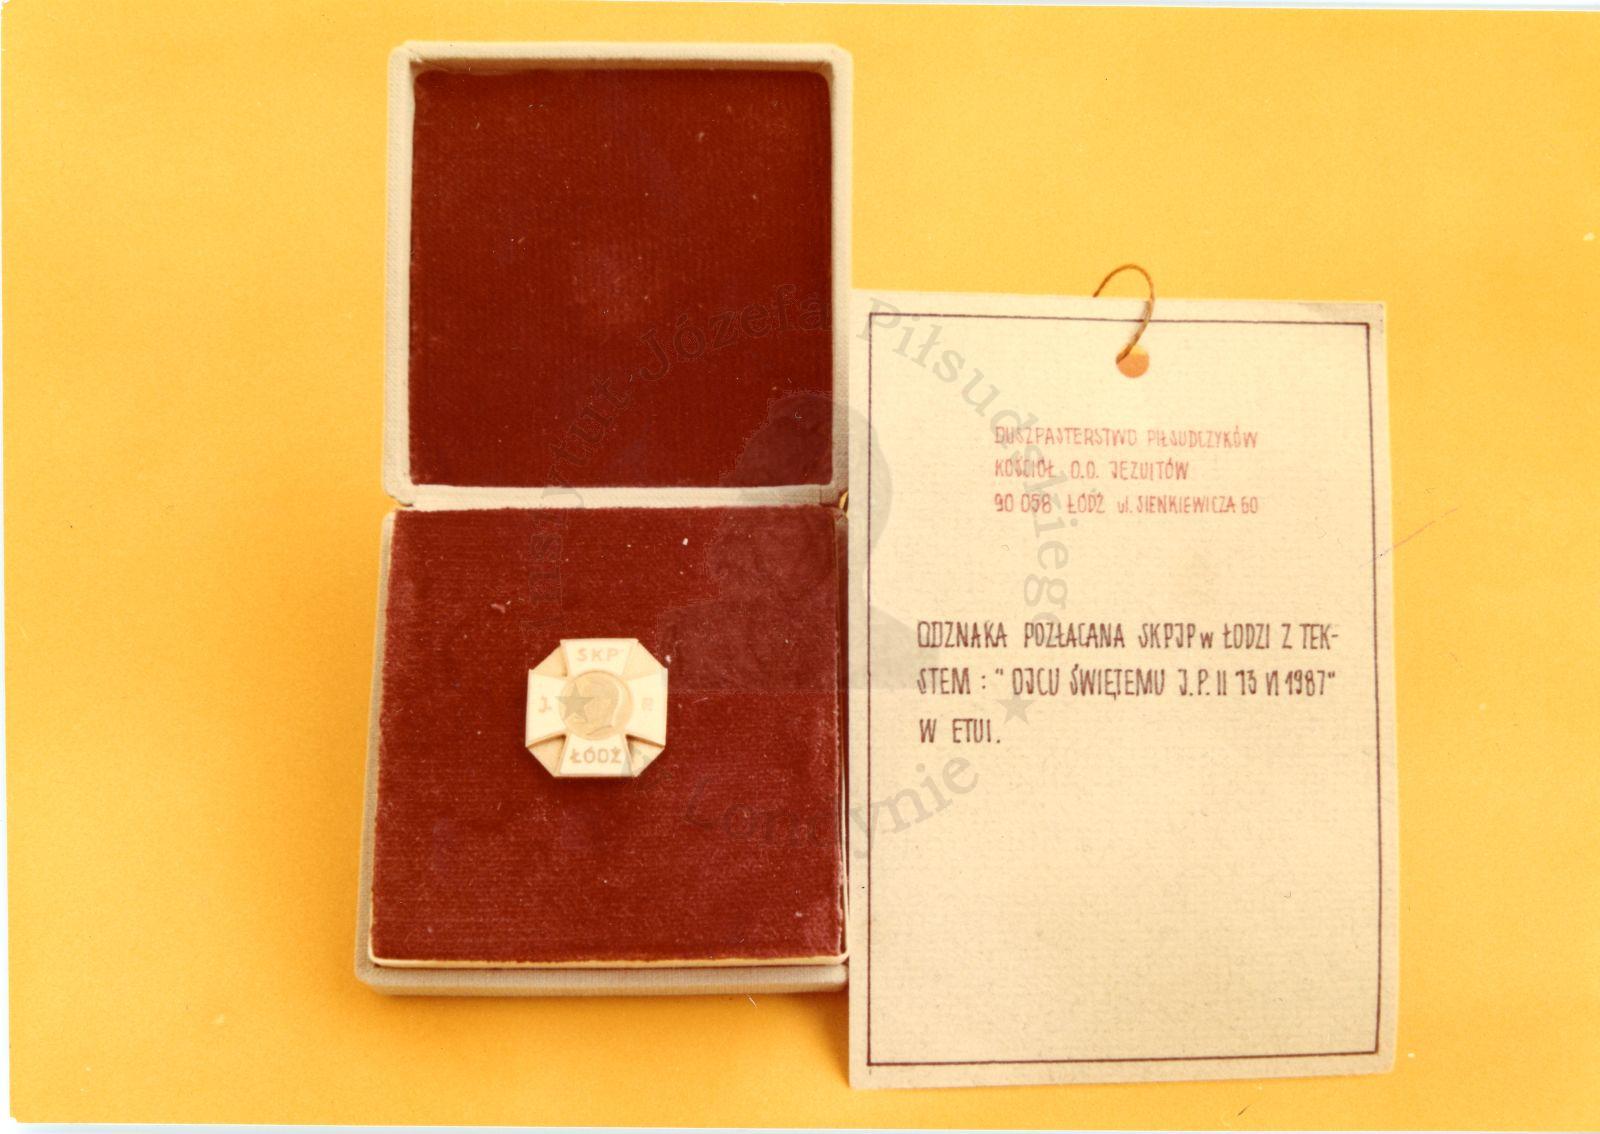 SKP
J.
ŁÓDŹ
DUSZPASTERSTWO PIŁSUDCZYKÓW
KOŚCIÓŁ O.O. JEZUITÓW
90 058 ŁÓDŹ ul. SIENKIEWICZA 60
ODZNAKA POZŁACANA SKPJP w ŁODZI Z TEK-
STEM : "OJCU ŚWIĘTEMU J.P. II 13 VI 1987"
W ETUI.
Instytut Józefa Piłsudskiego
w Londynie